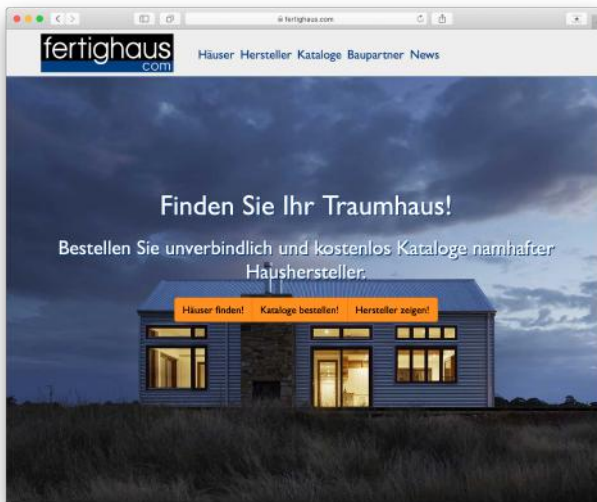 fertighaus.com
fertighaus
com
Häuser Hersteller Kataloge Baupartner News
Finden Sie Ihr Traumhaus!
Bestellen Sie unverbindlich und kostenlos Kataloge namhafter
Haushersteller.
Häuser finden! Kataloge bestellen! Hersteller zeigen!